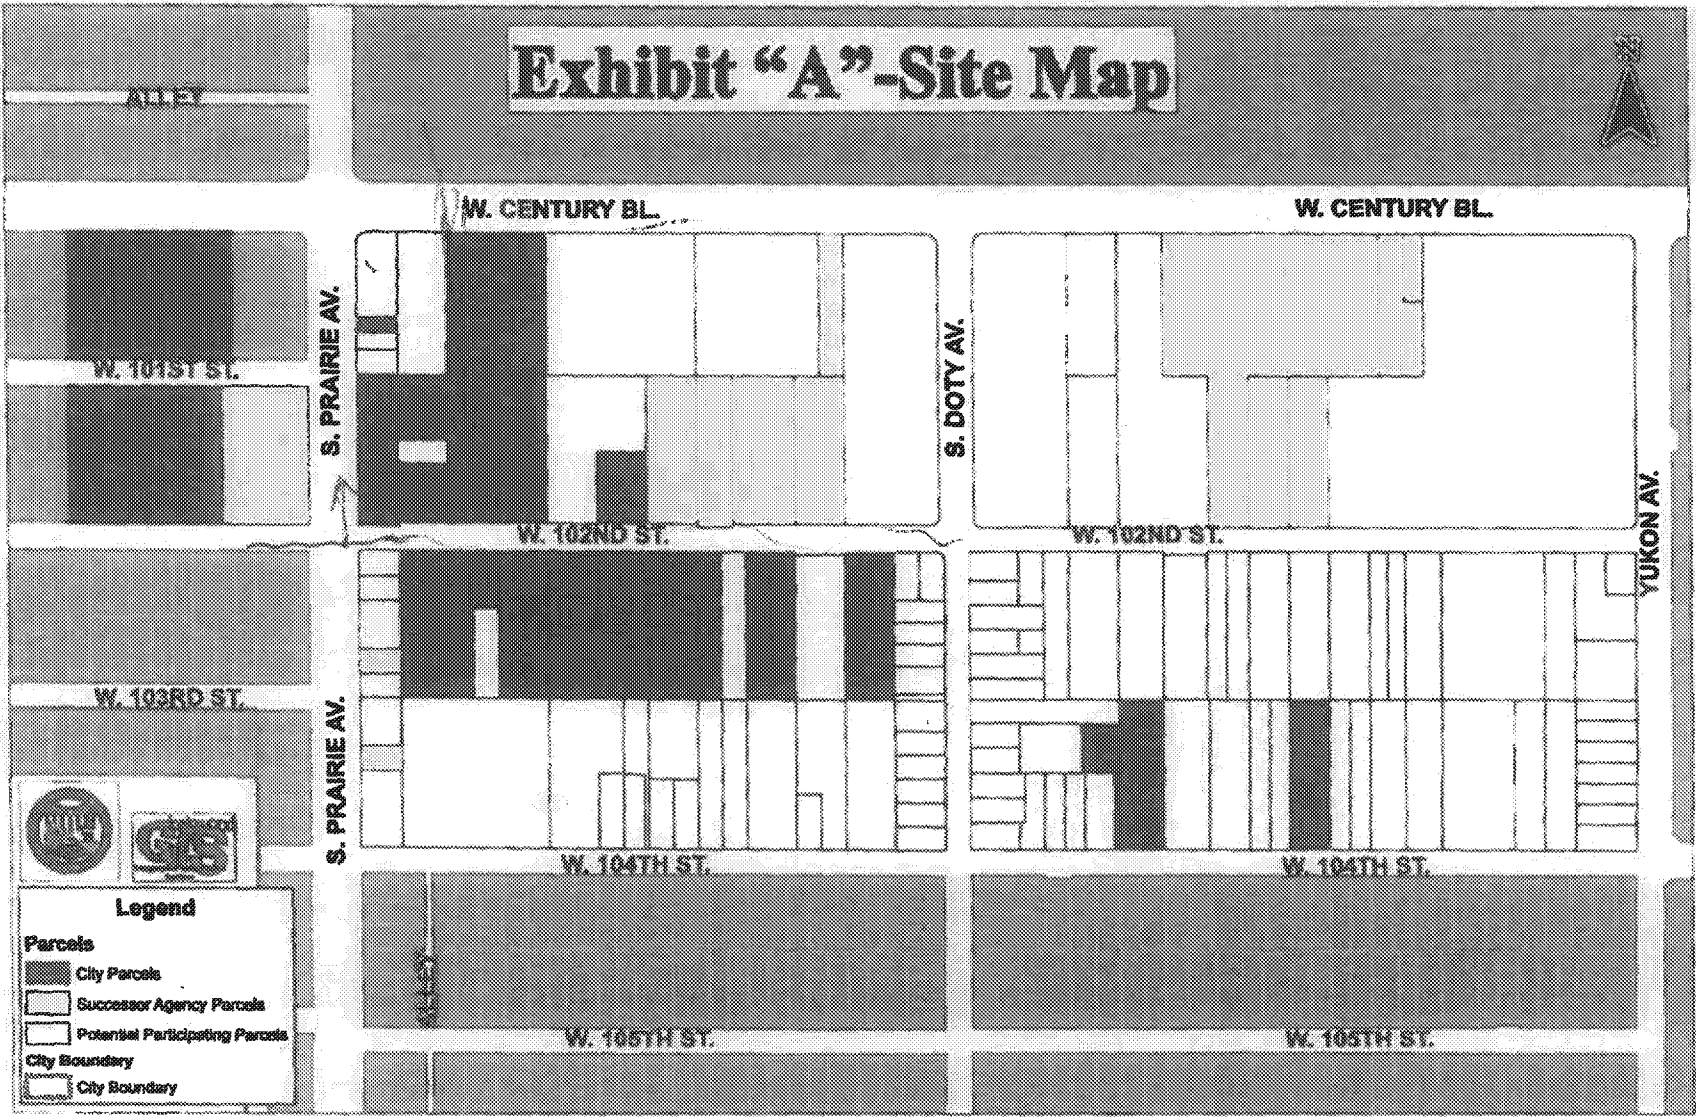 Exhibit “A”-Site Map
ALLEY
W. CENTURY BL.
W. CENTURY BL.
S. PRAIRIE AV.
W. 101ST ST.
S. DOTY AV.
YUKON AV.
W. 102ND ST.
W. 102ND ST.
W. 103RD ST.
S. PRAIRIE AV.
W. 104TH ST.
W. 104TH ST.
Legend
Parcels
City Parcels
Successor Agency Parcels
Potential Participating Parcels
City Boundary
City Boundary
ALLEY
W. 105TH ST.
W. 105TH ST.